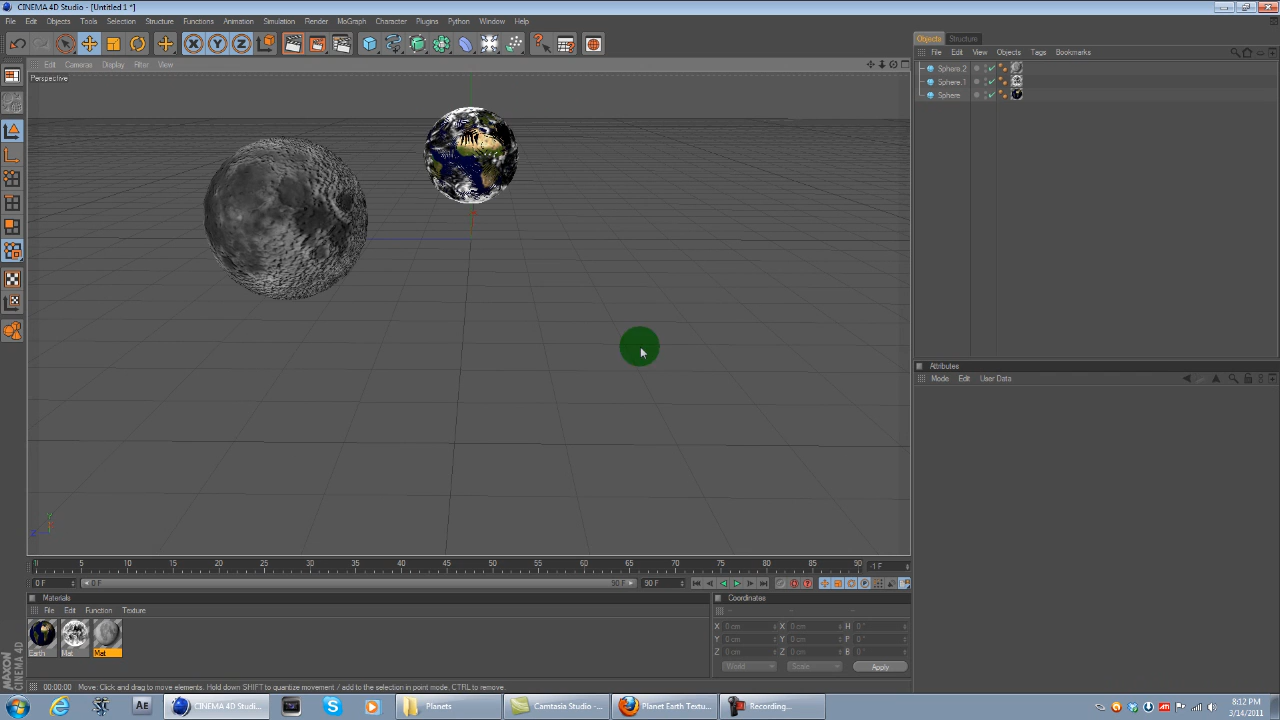 CINEMA 4D Studio - [Untitled 1 *]
File Edit Objects Tools Selection Structure Functions Animation Simulation Render MoGraph Character Plugins Python Window Help
Edit Cameras Display Filter View
Perspective
Objects Structure
File Edit View Objects Tags Bookmarks
Sphere.2
Sphere.1
Sphere
Attributes
Mode Edit User Data
Y
Z
0 5 10 15 20 25 30 35 40 45 50 55 60 65 70 75 80 85 90 -1 F
0 F 0 F 90 F 90 F
Materials
File Edit Function Texture
Earth Mat Mat
Coordinates
-- -- --
X 0 cm X 0 cm H 0 °
Y 0 cm Y 0 cm P 0 °
Z 0 cm Z 0 cm B 0 °
World Scale Apply
MAXON CINEMA 4D
00:00:00 Move: Click and drag to move elements. Hold down SHIFT to quantize movement / add to the selection in point mode, CTRL to remove.
AE CINEMA 4D Studi... Planets Camtasia Studio -... Planet Earth Textu... Recording...
8:12 PM
3/14/2011